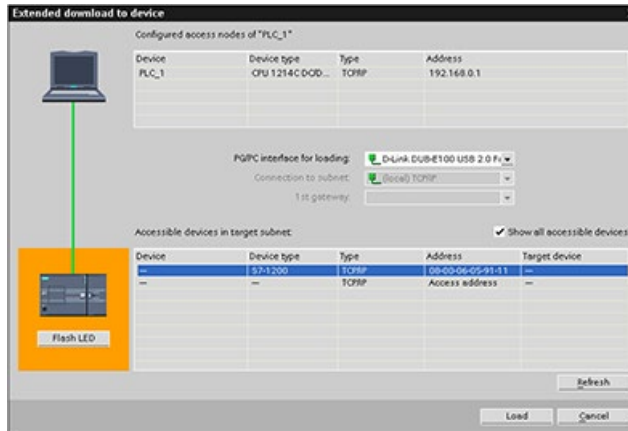 Extended download to device
Configured access nodes of "PLC_1"
Device Device type Type Address
PLC_1 CPU 1214C DC/D... TCP/IP 192.168.0.1
PG/PC interface for loading: D-Link DUB-E100 USB 2.0 Fa
Connection to subnet: (local) TCP/IP
1st gateway:
Accessible devices in target subnet: Show all accessible devices
Device Device type Type Address Target device
— S7-1200 TCP/IP 08-00-06-05-91-11 —
— — TCP/IP Access address —
Flash LED
Refresh
Load Cancel